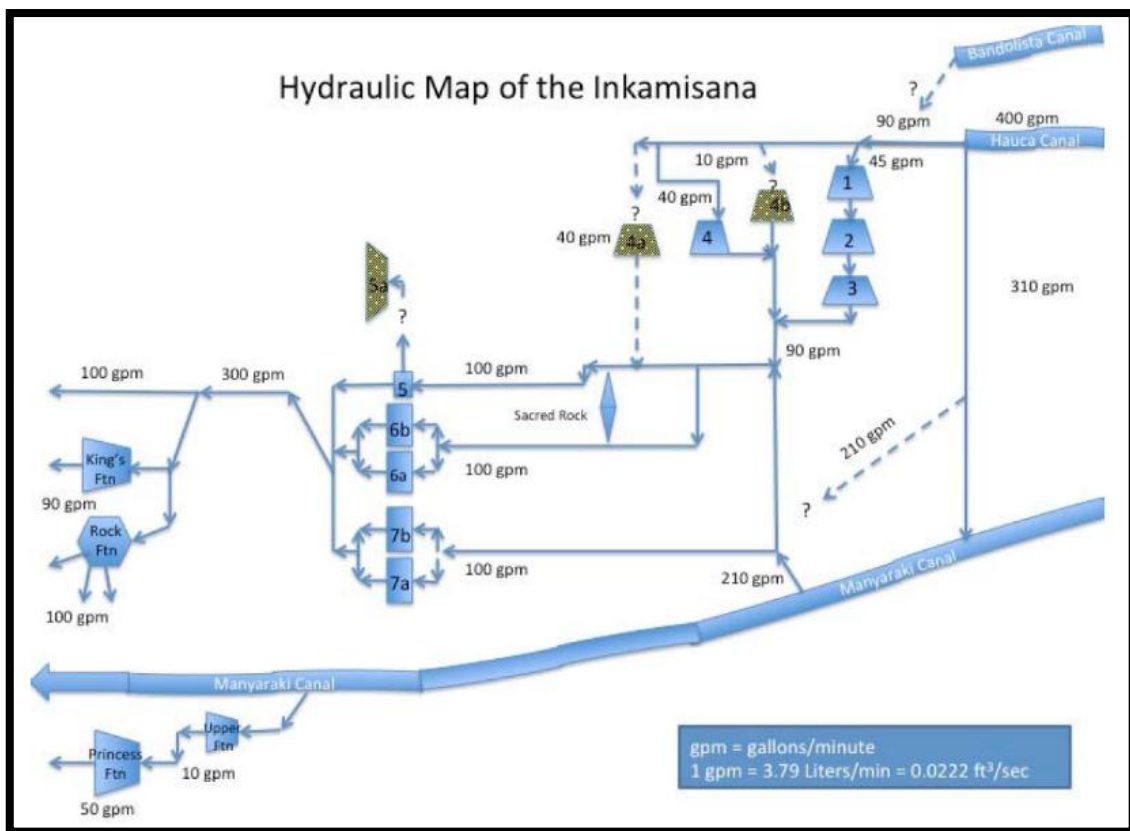 Bandolista Canal
Hydraulic Map of the Inkamisana
?
90 gpm
400 gpm
Hauca Canal
10 gpm
45 gpm
1
?
40 gpm
4b
?
40 gpm
4a
4
2
5a
3
310 gpm
?
90 gpm
100 gpm
300 gpm
100 gpm
5
Sacred Rock
6b
210 gpm
King's
Ftn
6a
100 gpm
90 gpm
?
Rock
Ftn
7b
100 gpm
7a
210 gpm
Manyaraki Canal
100 gpm
Manyaraki Canal
Upper
Ftn
Princess
Ftn
10 gpm
50 gpm
gpm = gallons/minute
1 gpm = 3.79 Liters/min = 0.0222 ft³/sec